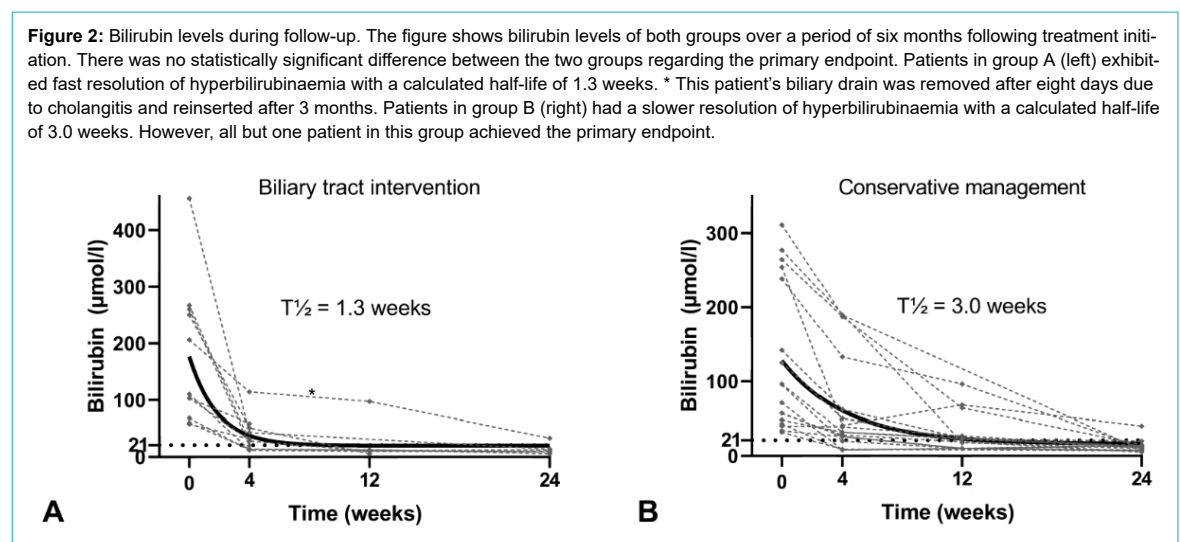 Figure 2: Bilirubin levels during follow-up. The figure shows bilirubin levels of both groups over a period of six months following treatment initi-
ation. There was no statistically significant difference between the two groups regarding the primary endpoint. Patients in group A (left) exhibit-
ed fast resolution of hyperbilirubinaemia with a calculated half-life of 1.3 weeks. * This patient's biliary drain was removed after eight days due
to cholangitis and reinserted after 3 months. Patients in group B (right) had a slower resolution of hyperbilirubinaemia with a calculated half-life
of 3.0 weeks. However, all but one patient in this group achieved the primary endpoint.
Biliary tract intervention
Bilirubin (µmol/l)
400
300
200
100
21
0
T½ = 1.3 weeks
*
0 4 12 24
Time (weeks)
A
Conservative management
Bilirubin (µmol/l)
300
200
100
21
0
T½ = 3.0 weeks
0 4 12 24
Time (weeks)
B